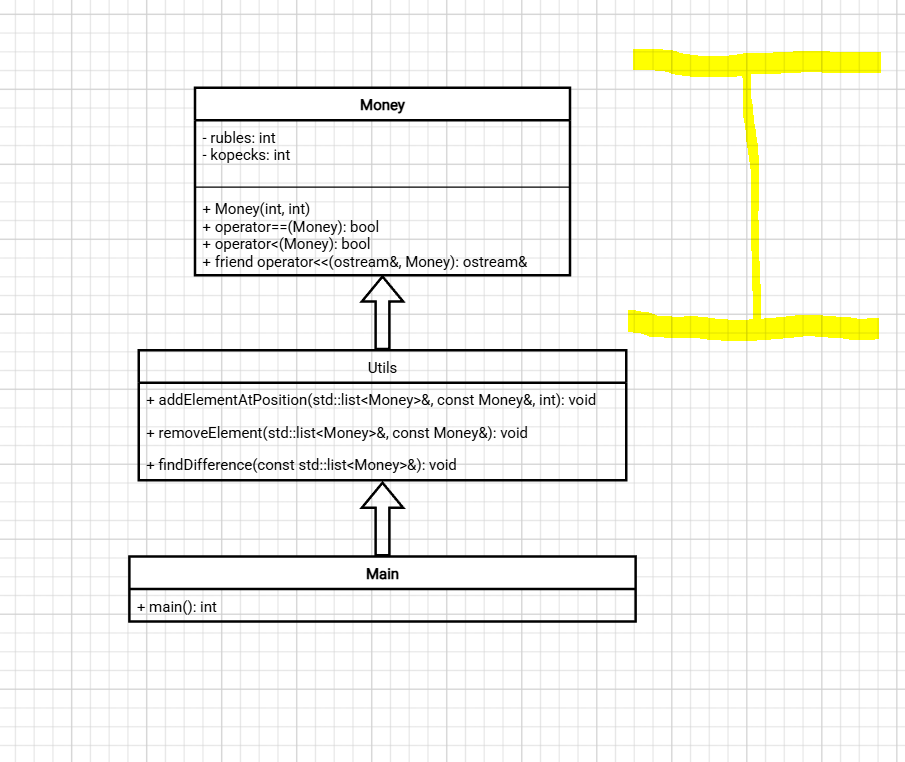 Money
- rubles: int
- kopecks: int
+ Money(int, int)
+ operator==(Money): bool
+ operator<(Money): bool
+ friend operator<<(ostream&, Money): ostream&
Utils
+ addElementAtPosition(std::list<Money>&, const Money&, int): void
+ removeElement(std::list<Money>&, const Money&): void
+ findDifference(const std::list<Money>&): void
Main
+ main(): int